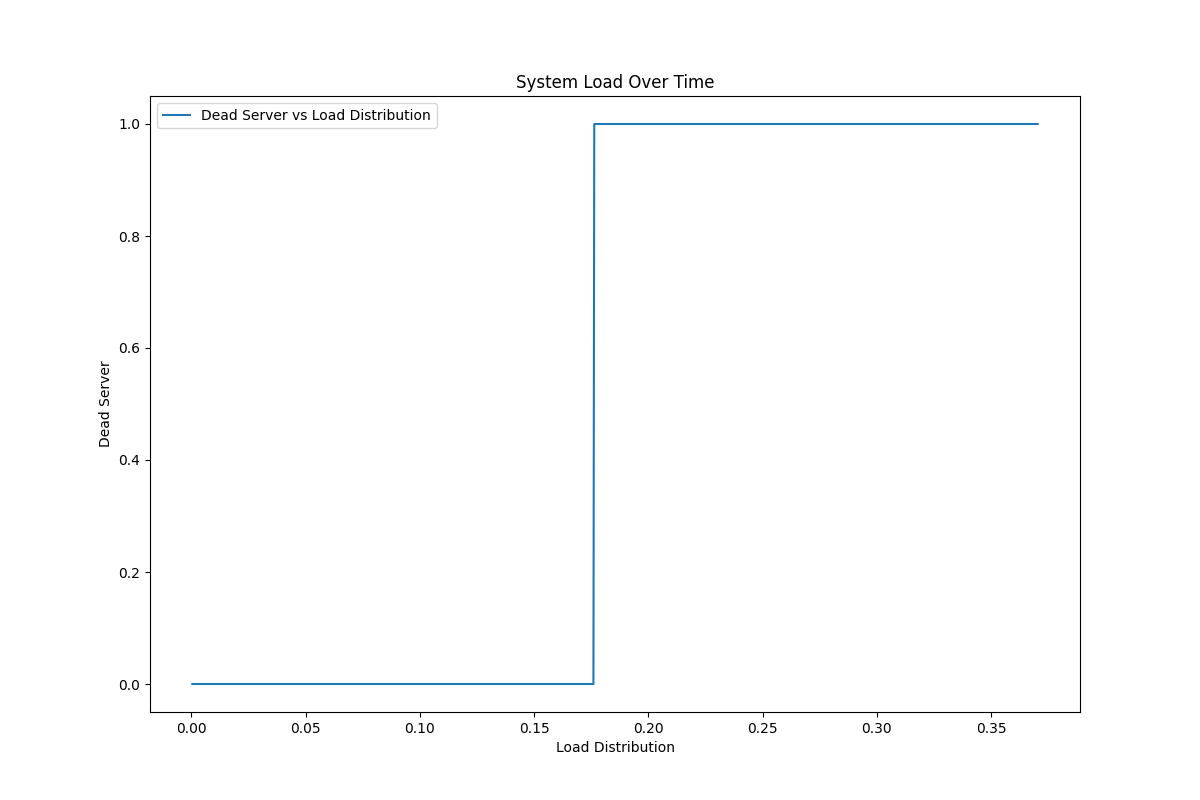 System Load Over Time
Dead Server vs Load Distribution
1.0
0.8
0.6
0.4
0.2
0.0
Dead Server
0.00 0.05 0.10 0.15 0.20 0.25 0.30 0.35
Load Distribution